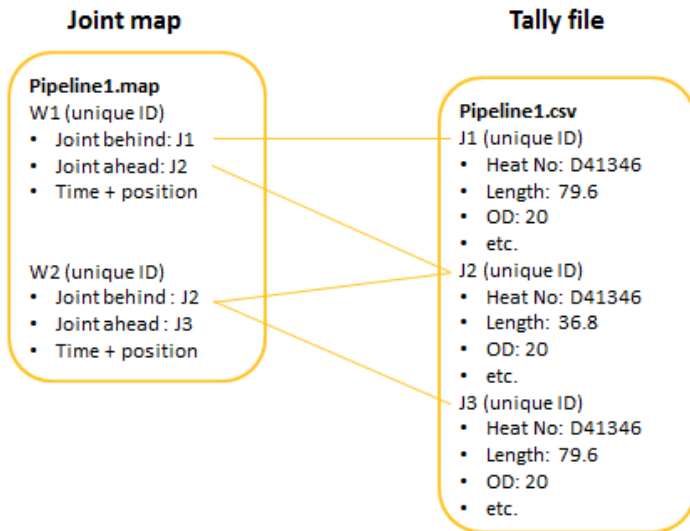 Joint map
Pipeline1.map
W1 (unique ID)
• Joint behind: J1
• Joint ahead: J2
• Time + position
W2 (unique ID)
• Joint behind : J2
• Joint ahead : J3
• Time + position
Tally file
Pipeline1.csv
J1 (unique ID)
• Heat No: D41346
• Length: 79.6
• OD: 20
• etc.
J2 (unique ID)
• Heat No: D41346
• Length: 36.8
• OD: 20
• etc.
J3 (unique ID)
• Heat No: D41346
• Length: 79.6
• OD: 20
• etc.